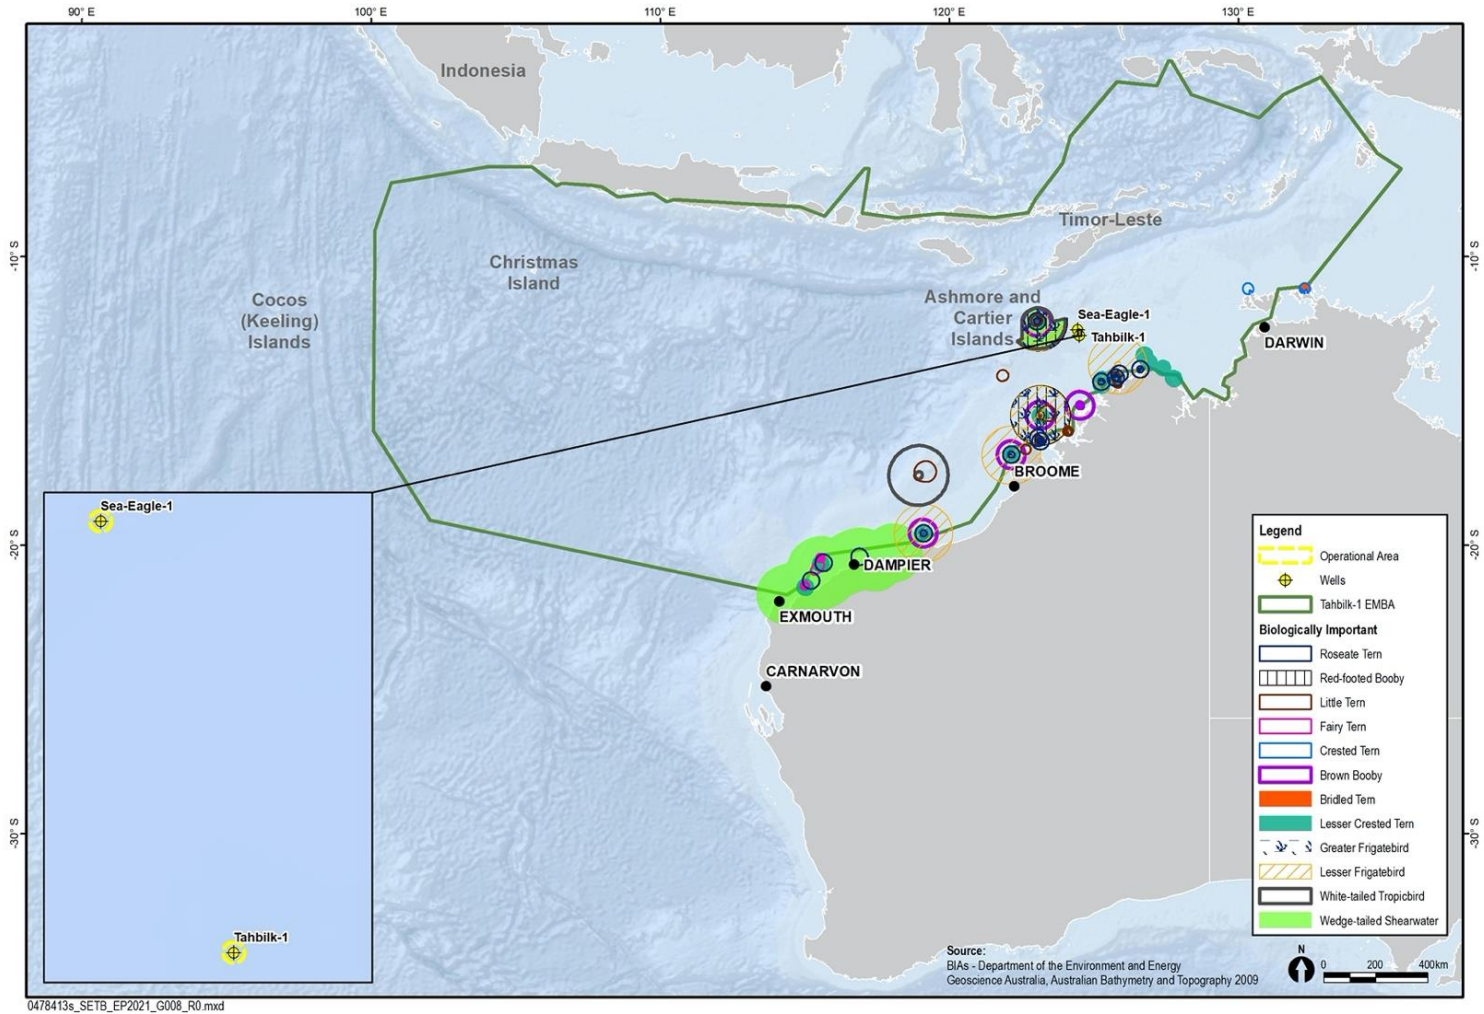 90° E
100° E
110° E
120° E
130° E
Indonesia
Timor-Leste
-10° S
-10° S
Christmas
Island
Cocos
(Keeling)
Islands
Ashmore and
Cartier
Islands
Sea-Eagle-1
Tahbilk-1
DARWIN
BROOME
Sea-Eagle-1
-20° S
-20° S
DAMPIER
EXMOUTH
CARNARVON
-30° S
-30° S
Tahbilk-1
Legend
Operational Area
Wells
Tahbilk-1 EMBA
Biologically Important
Roseate Tern
Red-footed Booby
Little Tern
Fairy Tern
Crested Tern
Brown Booby
Bridled Tern
Lesser Crested Tern
Greater Frigatebird
Lesser Frigatebird
White-tailed Tropicbird
Wedge-tailed Shearwater
Source:
BIAs - Department of the Environment and Energy
Geoscience Australia, Australian Bathymetry and Topography 2009
N
0 200 400km
0478413s_SETB_EP2021_G008_R0.mxd